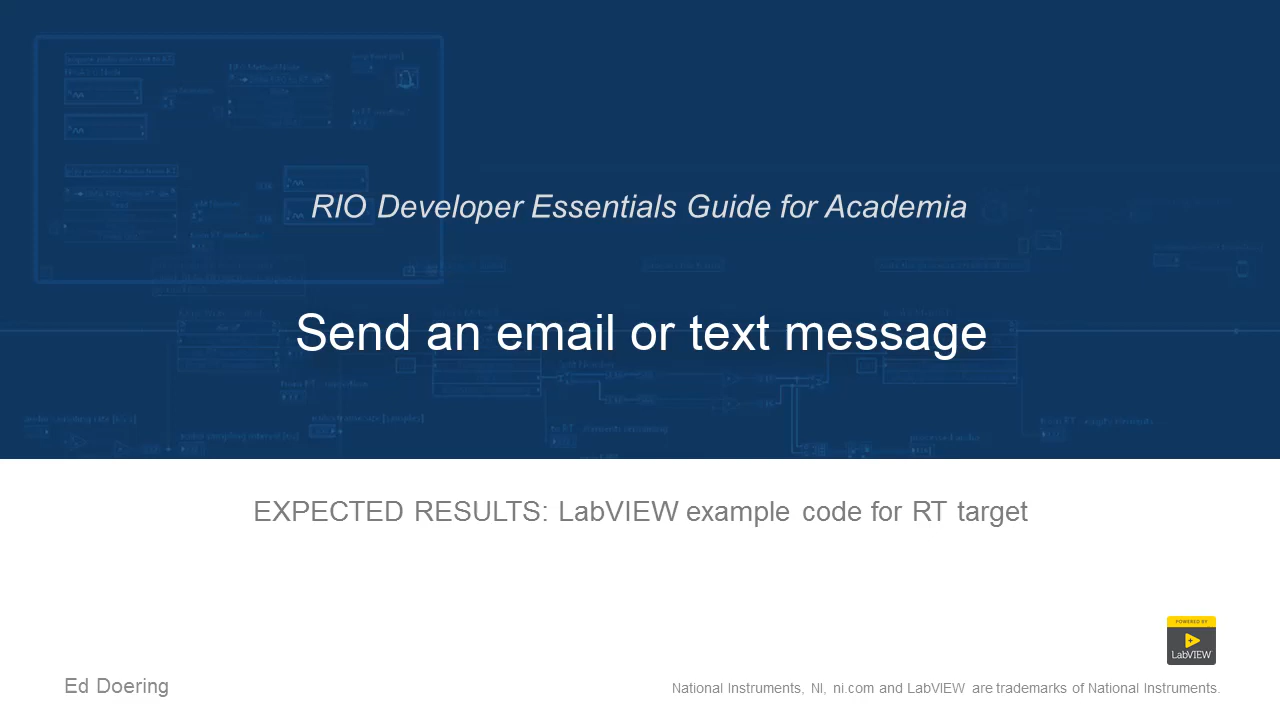 RIO Developer Essentials Guide for Academia
Send an email or text message
EXPECTED RESULTS: LabVIEW example code for RT target
POWERED BY
LabVIEW
Ed Doering
National Instruments, NI, ni.com and LabVIEW are trademarks of National Instruments.